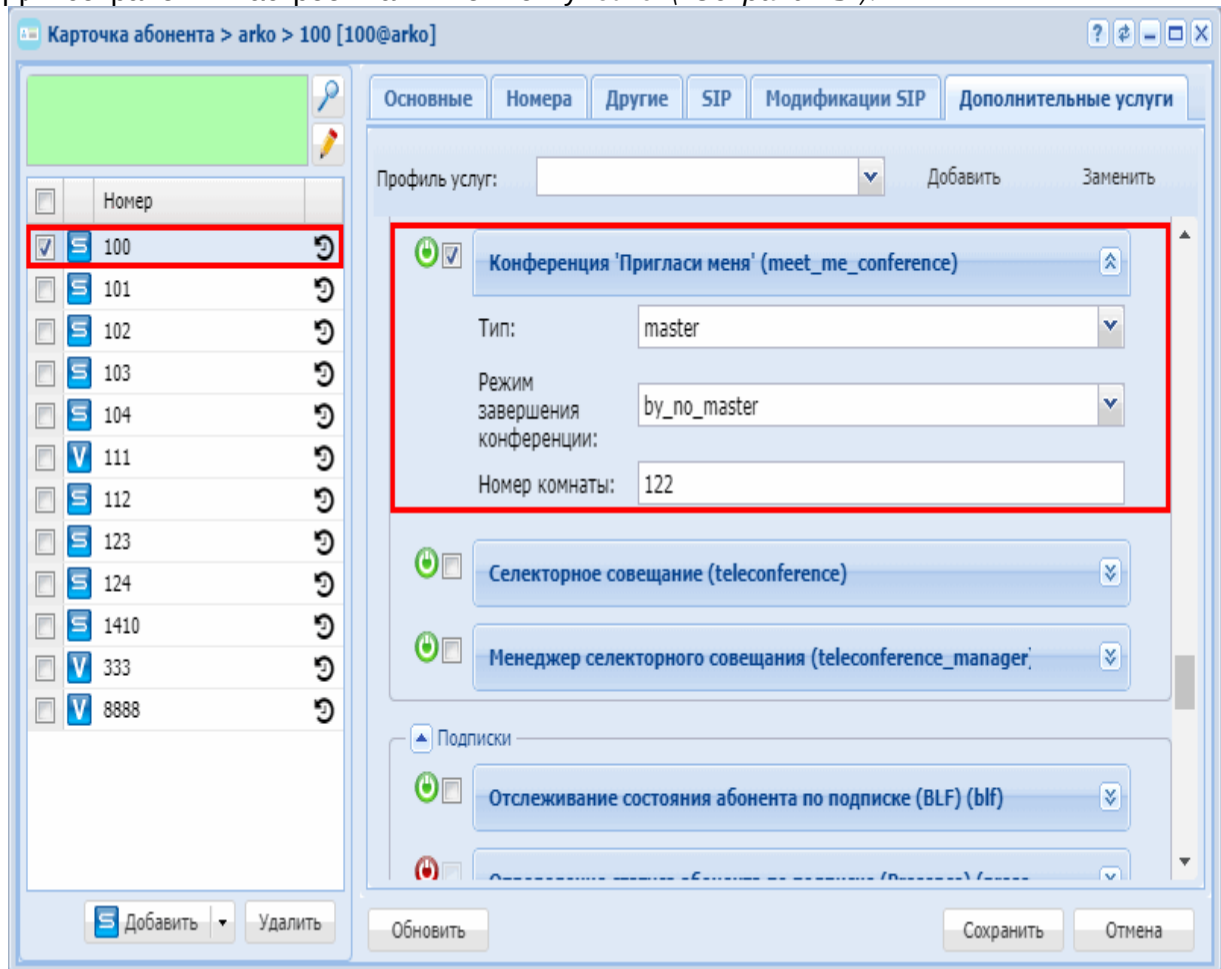 Карточка абонента > arko > 100 [100@arko]
Основные Номера Другие SIP Модификации SIP Дополнительные услуги
Профиль услуг: Добавить Заменить
Номер
100
101
102
103
104
111
112
123
124
1410
333
8888
Конференция 'Пригласи меня' (meet_me_conference)
Тип: master
Режим
завершения
конференции:
by_no_master
Номер комнаты: 122
Селекторное совещание (teleconference)
Менеджер селекторного совещания (teleconference_manager)
Подписки
Отслеживание состояния абонента по подписке (BLF) (blf)
Добавить Удалить
Обновить Сохранить Отмена